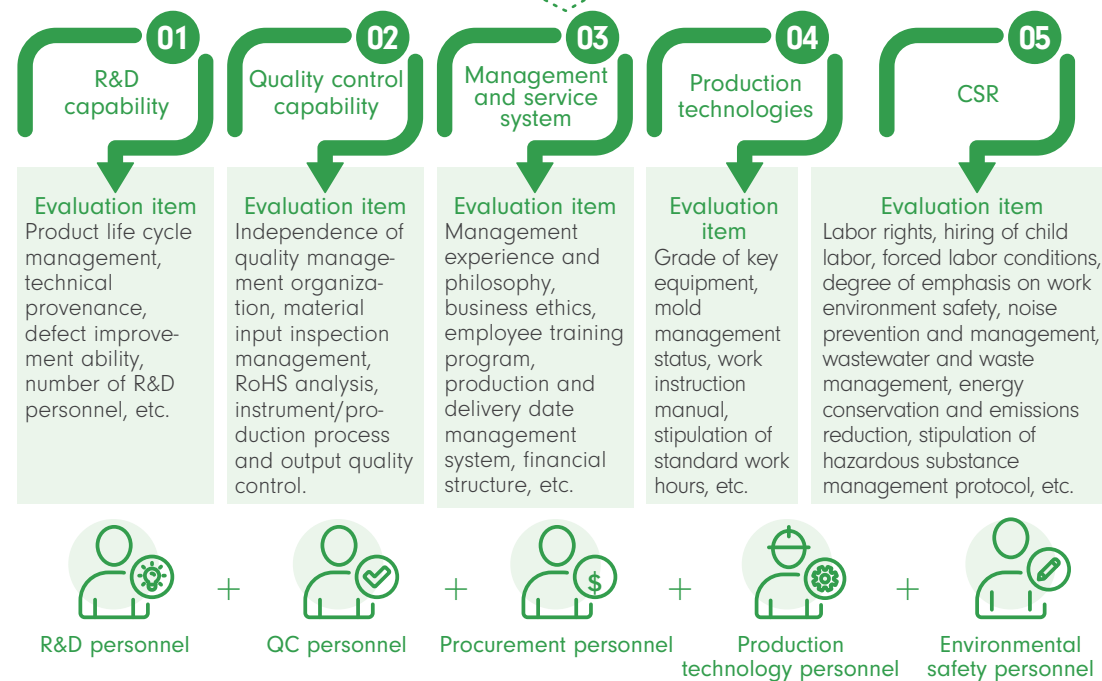 01
R&D
capability
Evaluation item
Product life cycle
management,
technical
provenance,
defect improve-
ment ability,
number of R&D
personnel, etc.
02
Quality control
capability
Evaluation item
Independence of
quality manage-
ment organiza-
tion, material
input inspection
management,
RoHS analysis,
instrument/pro-
duction process
and output quality
control.
03
Management
and service
system
Evaluation item
Management
experience and
philosophy,
business ethics,
employee training
program,
production and
delivery date
management
system, financial
structure, etc.
04
Production
technologies
Evaluation
item
Grade of key
equipment,
mold
management
status, work
instruction
manual,
stipulation of
standard work
hours, etc.
05
CSR
Evaluation item
Labor rights, hiring of child
labor, forced labor conditions,
degree of emphasis on work
environment safety, noise
prevention and management,
wastewater and waste
management, energy
conservation and emissions
reduction, stipulation of
hazardous substance
management protocol, etc.
R&D personnel
+
QC personnel
+
$
Procurement personnel
+
Production
technology personnel
+
Environmental
safety personnel